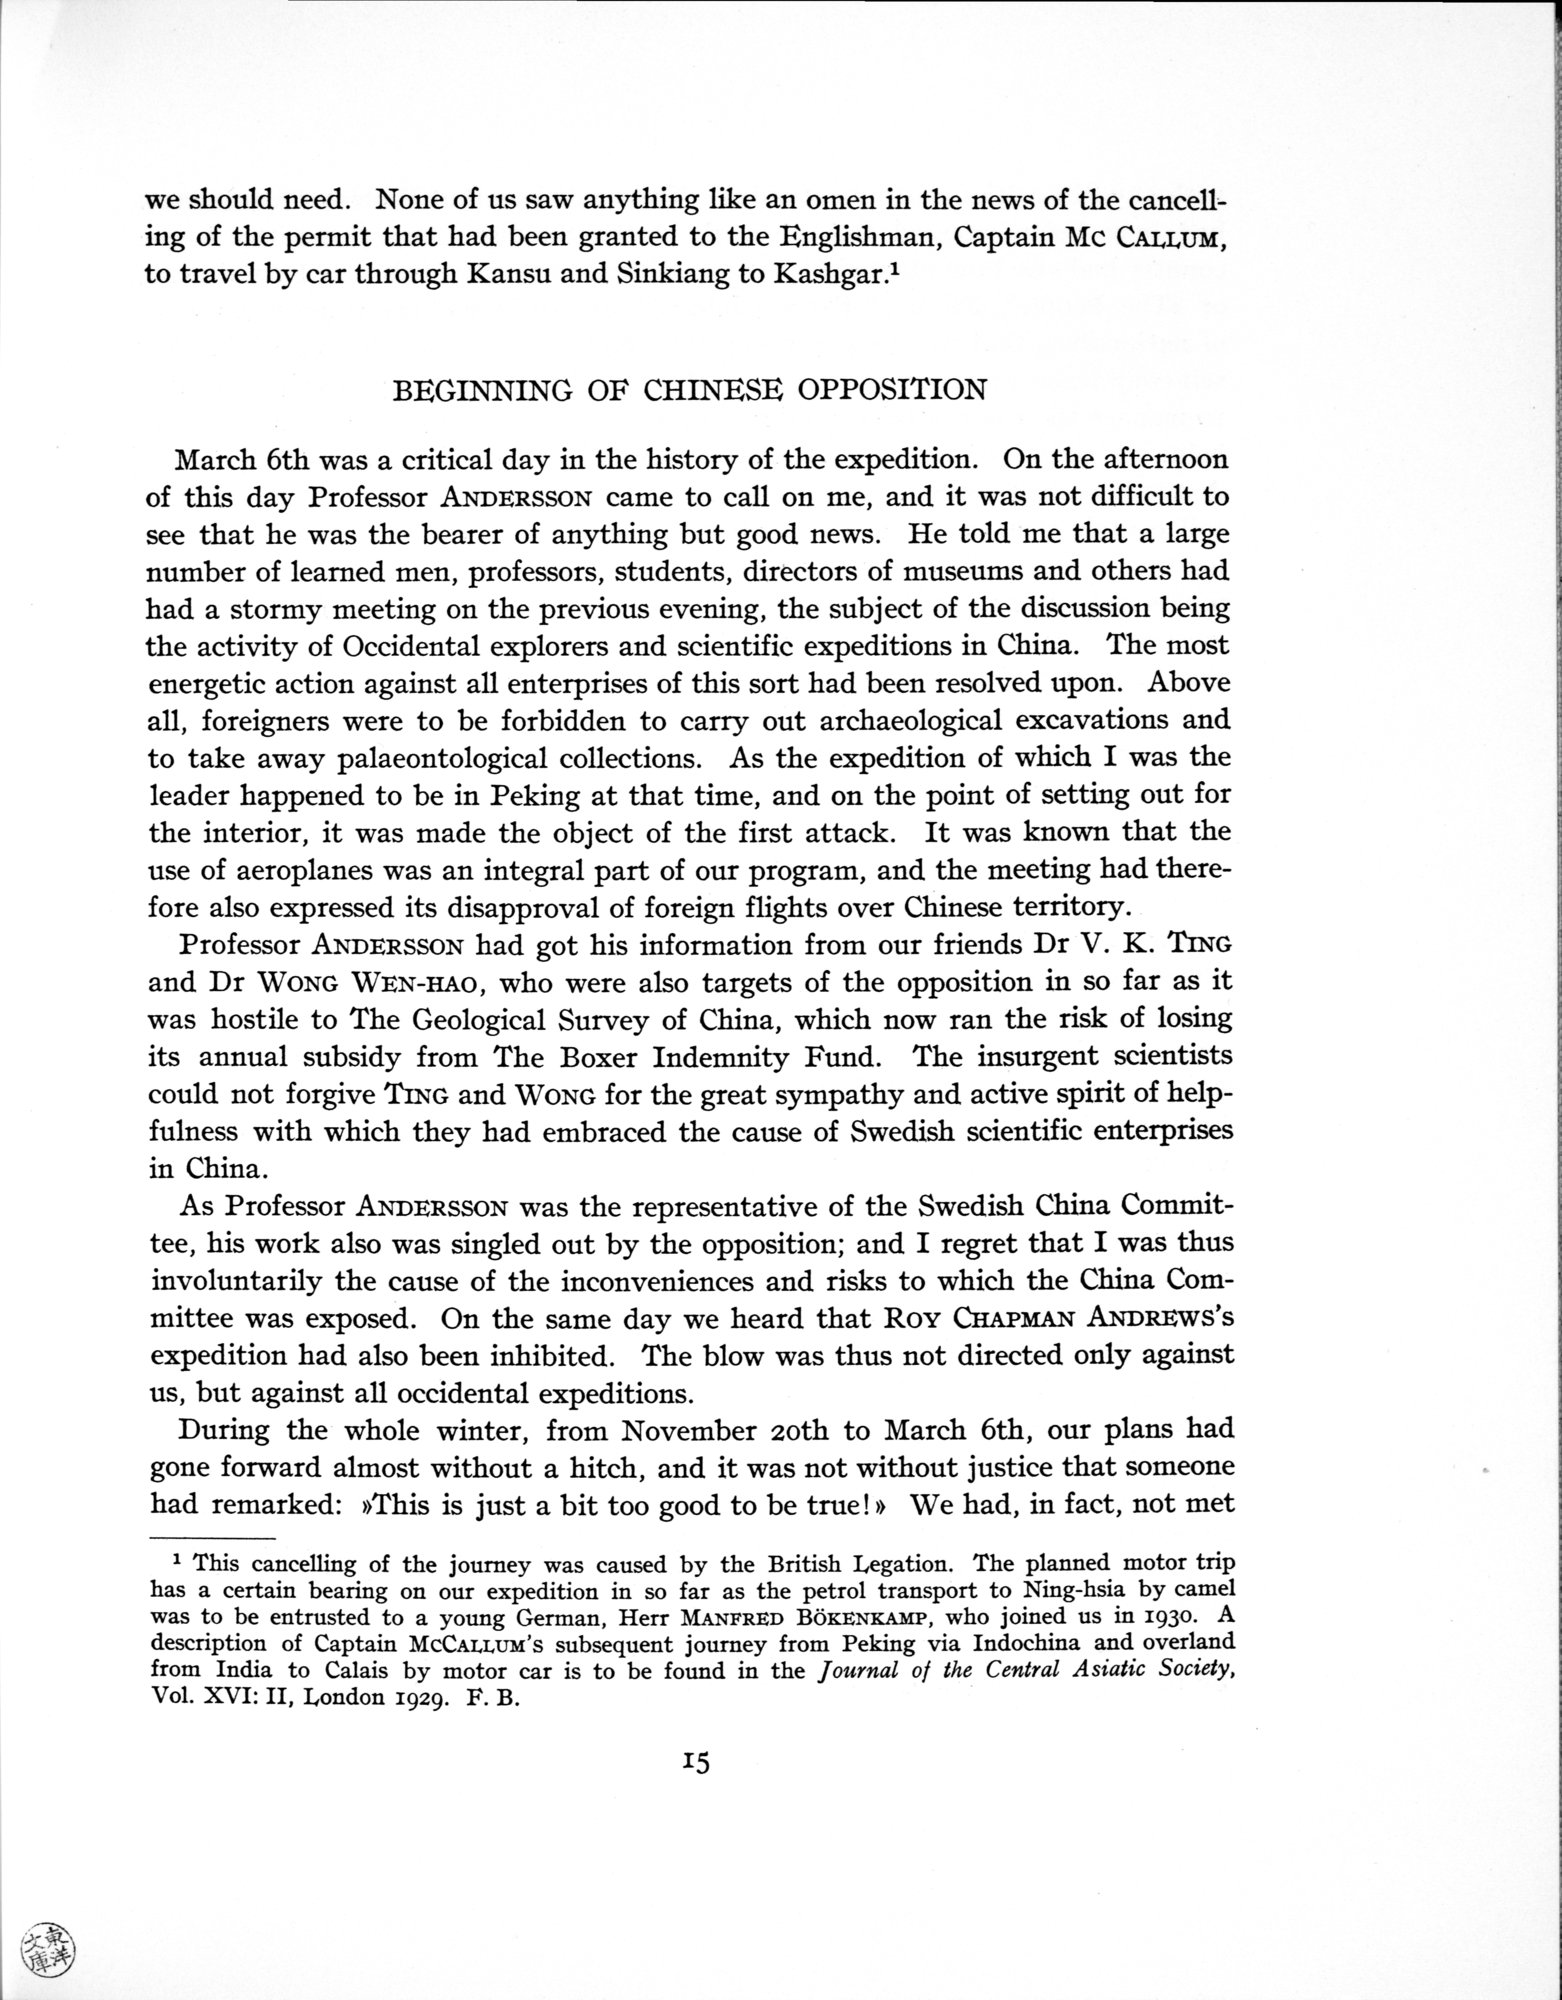 we should need. None of us saw anything like an omen in the news of the cancell-
ing of the permit that had been granted to the Englishman, Captain Mc Callum,
to travel by car through Kansu and Sinkiang to Kashgar.¹
BEGINNING OF CHINESE OPPOSITION
March 6th was a critical day in the history of the expedition. On the afternoon
of this day Professor Andersson came to call on me, and it was not difficult to
see that he was the bearer of anything but good news. He told me that a large
number of learned men, professors, students, directors of museums and others had
had a stormy meeting on the previous evening, the subject of the discussion being
the activity of Occidental explorers and scientific expeditions in China. The most
energetic action against all enterprises of this sort had been resolved upon. Above
all, foreigners were to be forbidden to carry out archaeological excavations and
to take away palaeontological collections. As the expedition of which I was the
leader happened to be in Peking at that time, and on the point of setting out for
the interior, it was made the object of the first attack. It was known that the
use of aeroplanes was an integral part of our program, and the meeting had there-
fore also expressed its disapproval of foreign flights over Chinese territory.
Professor Andersson had got his information from our friends Dr V. K. Ting
and Dr Wong Wen-hao, who were also targets of the opposition in so far as it
was hostile to The Geological Survey of China, which now ran the risk of losing
its annual subsidy from The Boxer Indemnity Fund. The insurgent scientists
could not forgive Ting and Wong for the great sympathy and active spirit of help-
fulness with which they had embraced the cause of Swedish scientific enterprises
in China.
As Professor Andersson was the representative of the Swedish China Commit-
tee, his work also was singled out by the opposition; and I regret that I was thus
involuntarily the cause of the inconveniences and risks to which the China Com-
mittee was exposed. On the same day we heard that Roy Chapman Andrews's
expedition had also been inhibited. The blow was thus not directed only against
us, but against all occidental expeditions.
During the whole winter, from November 20th to March 6th, our plans had
gone forward almost without a hitch, and it was not without justice that someone
had remarked: »This is just a bit too good to be true!» We had, in fact, not met
¹ This cancelling of the journey was caused by the British Legation. The planned motor trip
has a certain bearing on our expedition in so far as the petrol transport to Ning-hsia by camel
was to be entrusted to a young German, Herr Manfred Bökenkamp, who joined us in 1930. A
description of Captain McCallum's subsequent journey from Peking via Indochina and overland
from India to Calais by motor car is to be found in the Journal of the Central Asiatic Society,
Vol. XVI: II, London 1929. F. B.
15
東洋
文庫